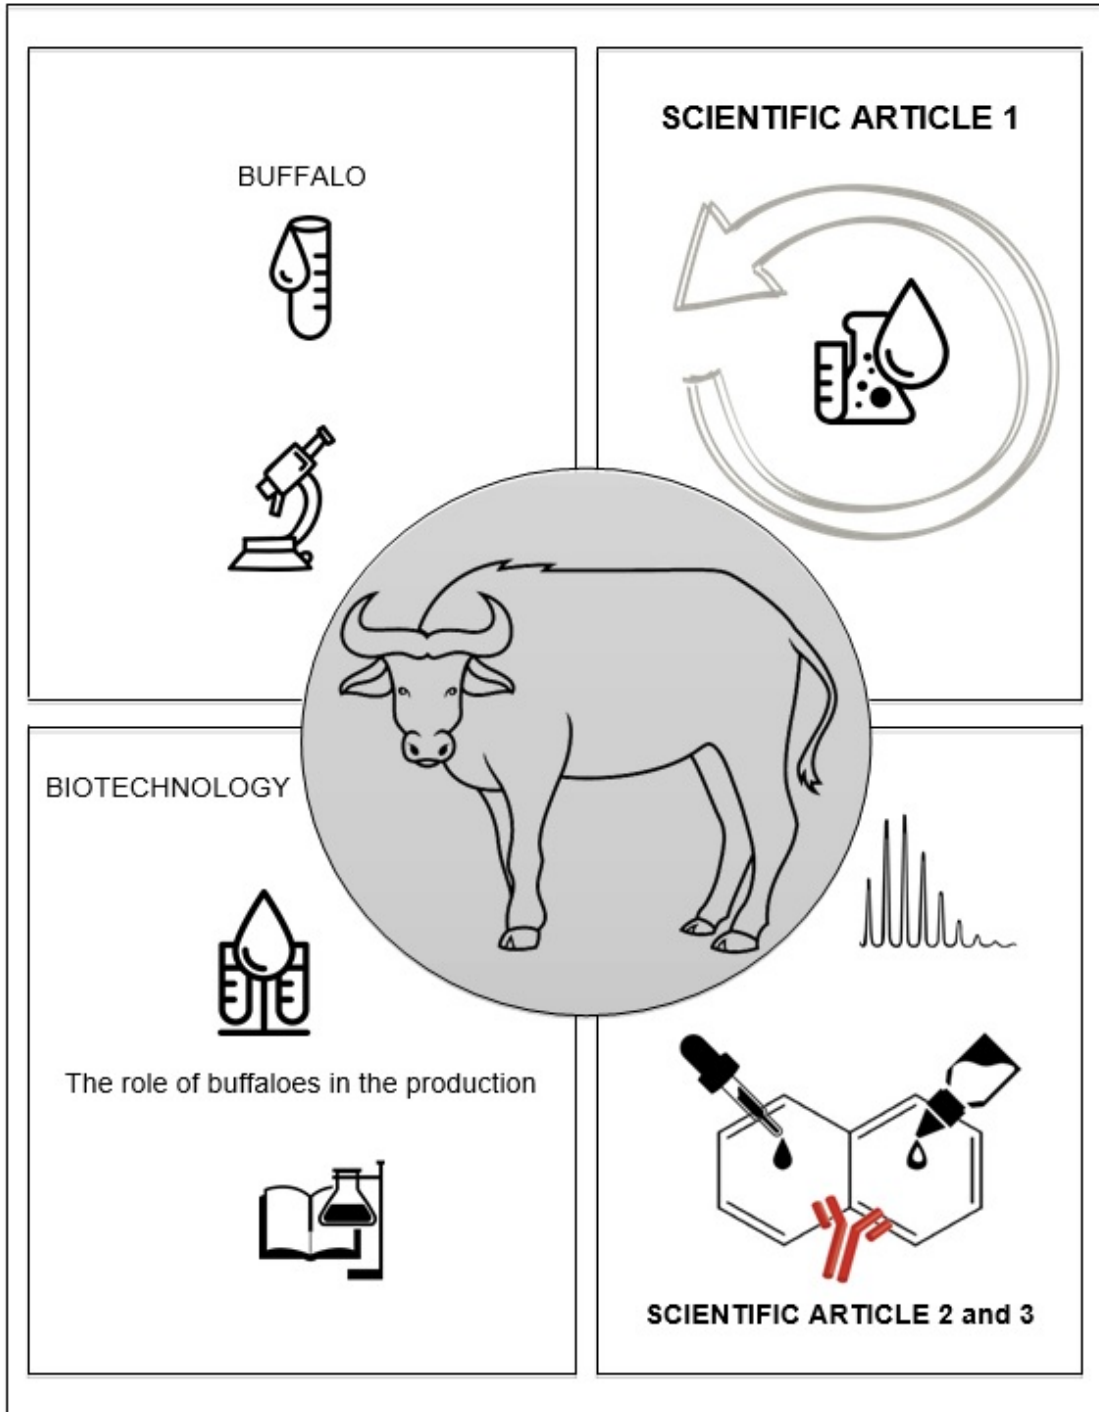 BUFFALO
SCIENTIFIC ARTICLE 1
BIOTECHNOLOGY
The role of buffaloes in the production
SCIENTIFIC ARTICLE 2 and 3